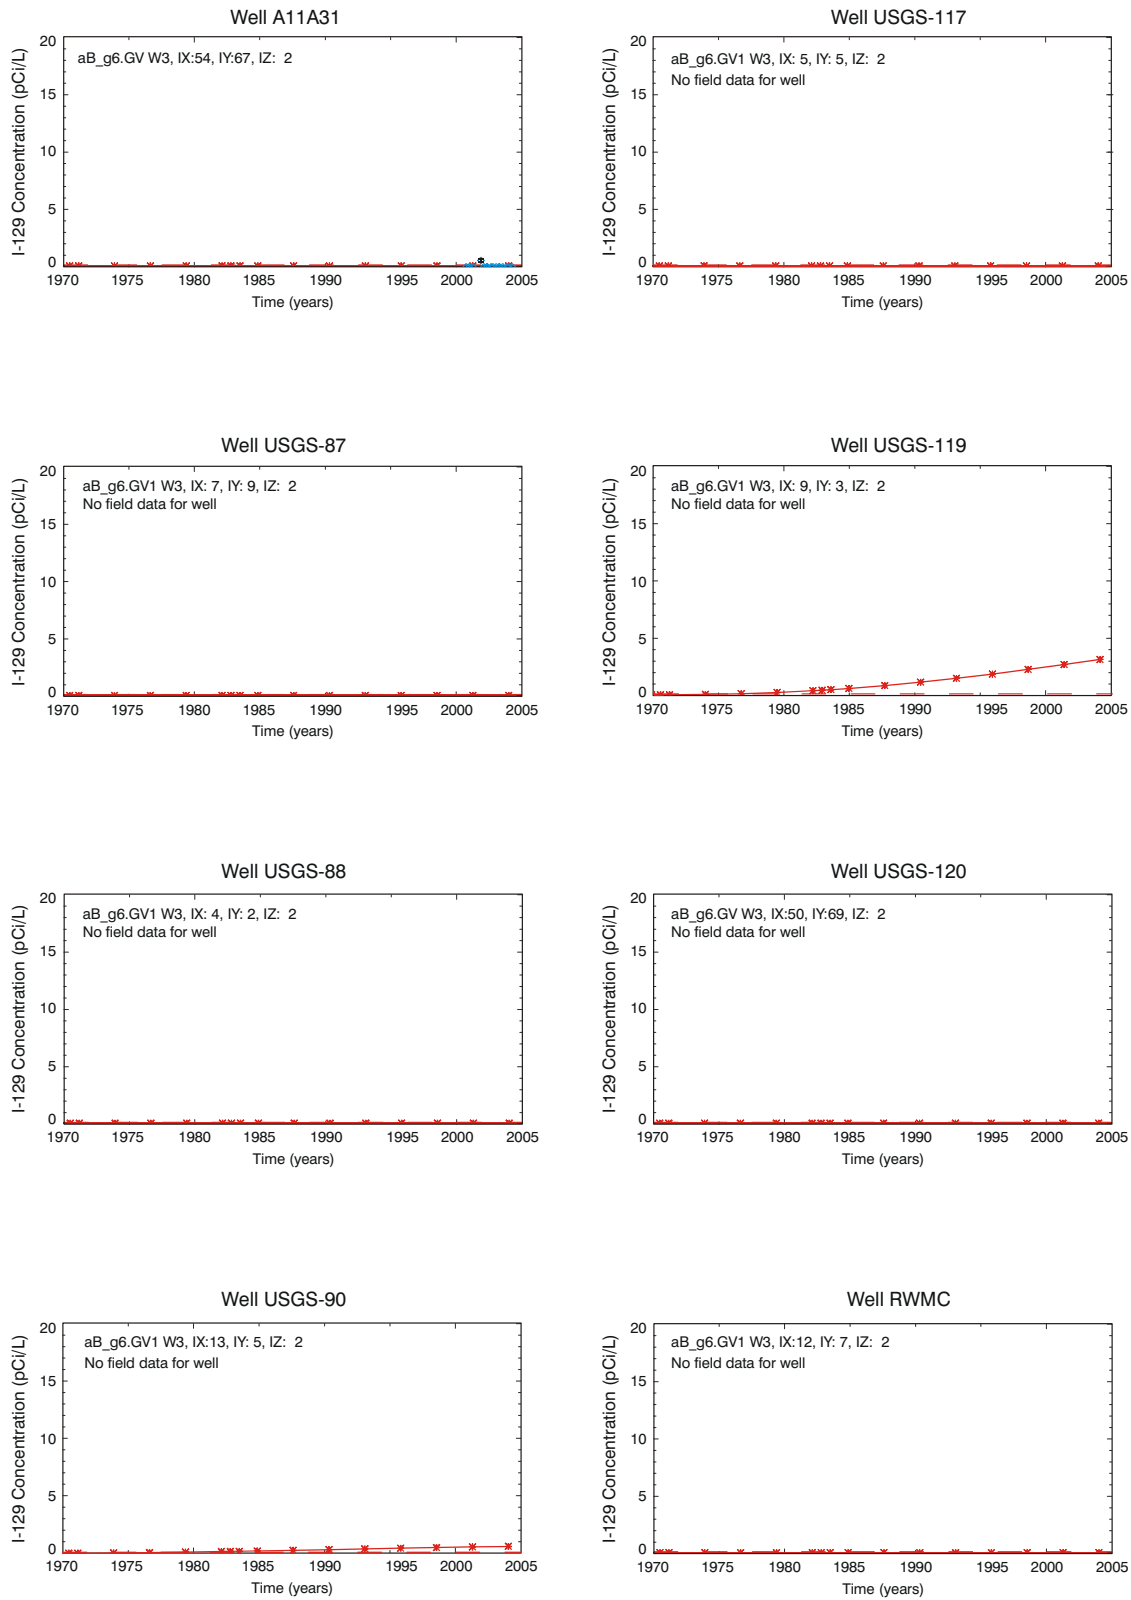 Well A11A31
aB_g6.GV W3, IX:54, IY:67, IZ: 2
I-129 Concentration (pCi/L)
20
15
10
5
0
1970 1975 1980 1985 1990 1995 2000 2005
Time (years)
Well USGS-117
aB_g6.GV1 W3, IX: 5, IY: 5, IZ: 2
No field data for well
I-129 Concentration (pCi/L)
20
15
10
5
0
1970 1975 1980 1985 1990 1995 2000 2005
Time (years)
Well USGS-87
aB_g6.GV1 W3, IX: 7, IY: 9, IZ: 2
No field data for well
I-129 Concentration (pCi/L)
20
15
10
5
0
1970 1975 1980 1985 1990 1995 2000 2005
Time (years)
Well USGS-119
aB_g6.GV1 W3, IX: 9, IY: 3, IZ: 2
No field data for well
I-129 Concentration (pCi/L)
20
15
10
5
0
1970 1975 1980 1985 1990 1995 2000 2005
Time (years)
Well USGS-88
aB_g6.GV1 W3, IX: 4, IY: 2, IZ: 2
No field data for well
I-129 Concentration (pCi/L)
20
15
10
5
0
1970 1975 1980 1985 1990 1995 2000 2005
Time (years)
Well USGS-120
aB_g6.GV W3, IX:50, IY:69, IZ: 2
No field data for well
I-129 Concentration (pCi/L)
20
15
10
5
0
1970 1975 1980 1985 1990 1995 2000 2005
Time (years)
Well USGS-90
aB_g6.GV1 W3, IX:13, IY: 5, IZ: 2
No field data for well
I-129 Concentration (pCi/L)
20
15
10
5
0
1970 1975 1980 1985 1990 1995 2000 2005
Time (years)
Well RWMC
aB_g6.GV1 W3, IX:12, IY: 7, IZ: 2
No field data for well
I-129 Concentration (pCi/L)
20
15
10
5
0
1970 1975 1980 1985 1990 1995 2000 2005
Time (years)